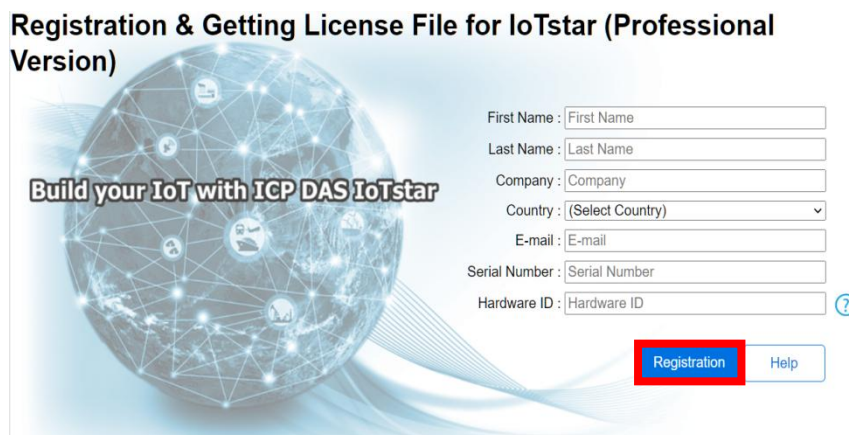 Registration & Getting License File for IoTstar (Professional
Version)
Build your IoT with ICP DAS IoTstar
First Name : First Name
Last Name : Last Name
Company : Company
Country : (Select Country)
E-mail : E-mail
Serial Number : Serial Number
Hardware ID : Hardware ID ?
Registration Help